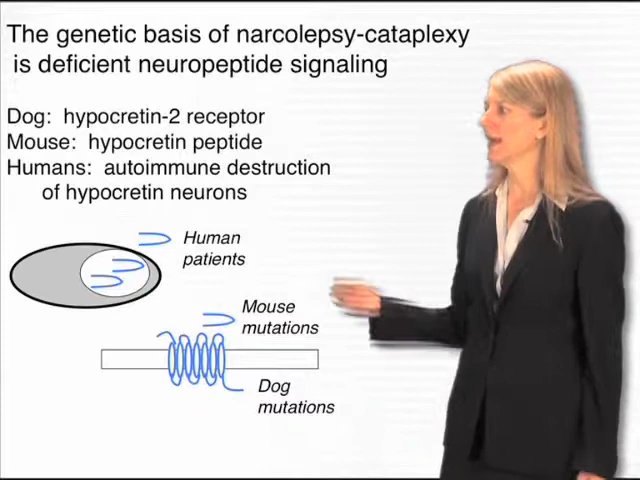 The genetic basis of narcolepsy-cataplexy
is deficient neuropeptide signaling
Dog: hypocretin-2 receptor
Mouse: hypocretin peptide
Humans: autoimmune destruction
of hypocretin neurons
Human
patients
Mouse
mutations
Dog
mutations